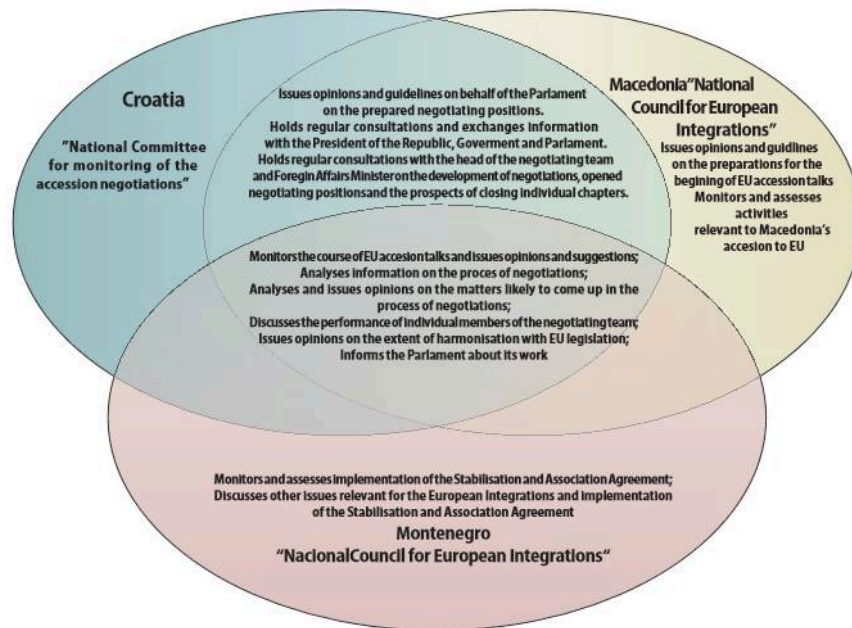 Croatia
"National Committee
for monitoring of the
accession negotiations"
Issues opinions and guidelines on behalf of the Parliament
on the prepared negotiating positions.
Holds regular consultations and exchanges information
with the President of the Republic, Goverment and Parliament.
Holds regular consultations with the head of the negotiating team
and Foregin Affairs Minister on the development of negotiations, opened
negotiating positions and the prospects of closing individual chapters.
Macedonia"National
Council for European
Integrations"
Issues opinions and guidlines
on the preparations for the
begining of EU accession talks
Monitors and assesses
activities
relevant to Macedonia's
accesion to EU
Monitors the course of EU accesion talks and issues opinions and suggestions;
Analyses information on the proces of negotiations;
Analyses and issues opinions on the matters likely to come up in the
process of negotiations;
Discusses the performance of individual members of the negotiating team;
Issues opinions on the extent of harmonisation with EU legislation;
Informs the Parliament about its work
Monitors and assesses implementation of the Stabilisation and Association Agreement;
Discusses other issues relevant for the European Integrations and implementation
of the Stabilisation and Association Agreement
Montenegro
"NacionalCouncil for European Integrations"